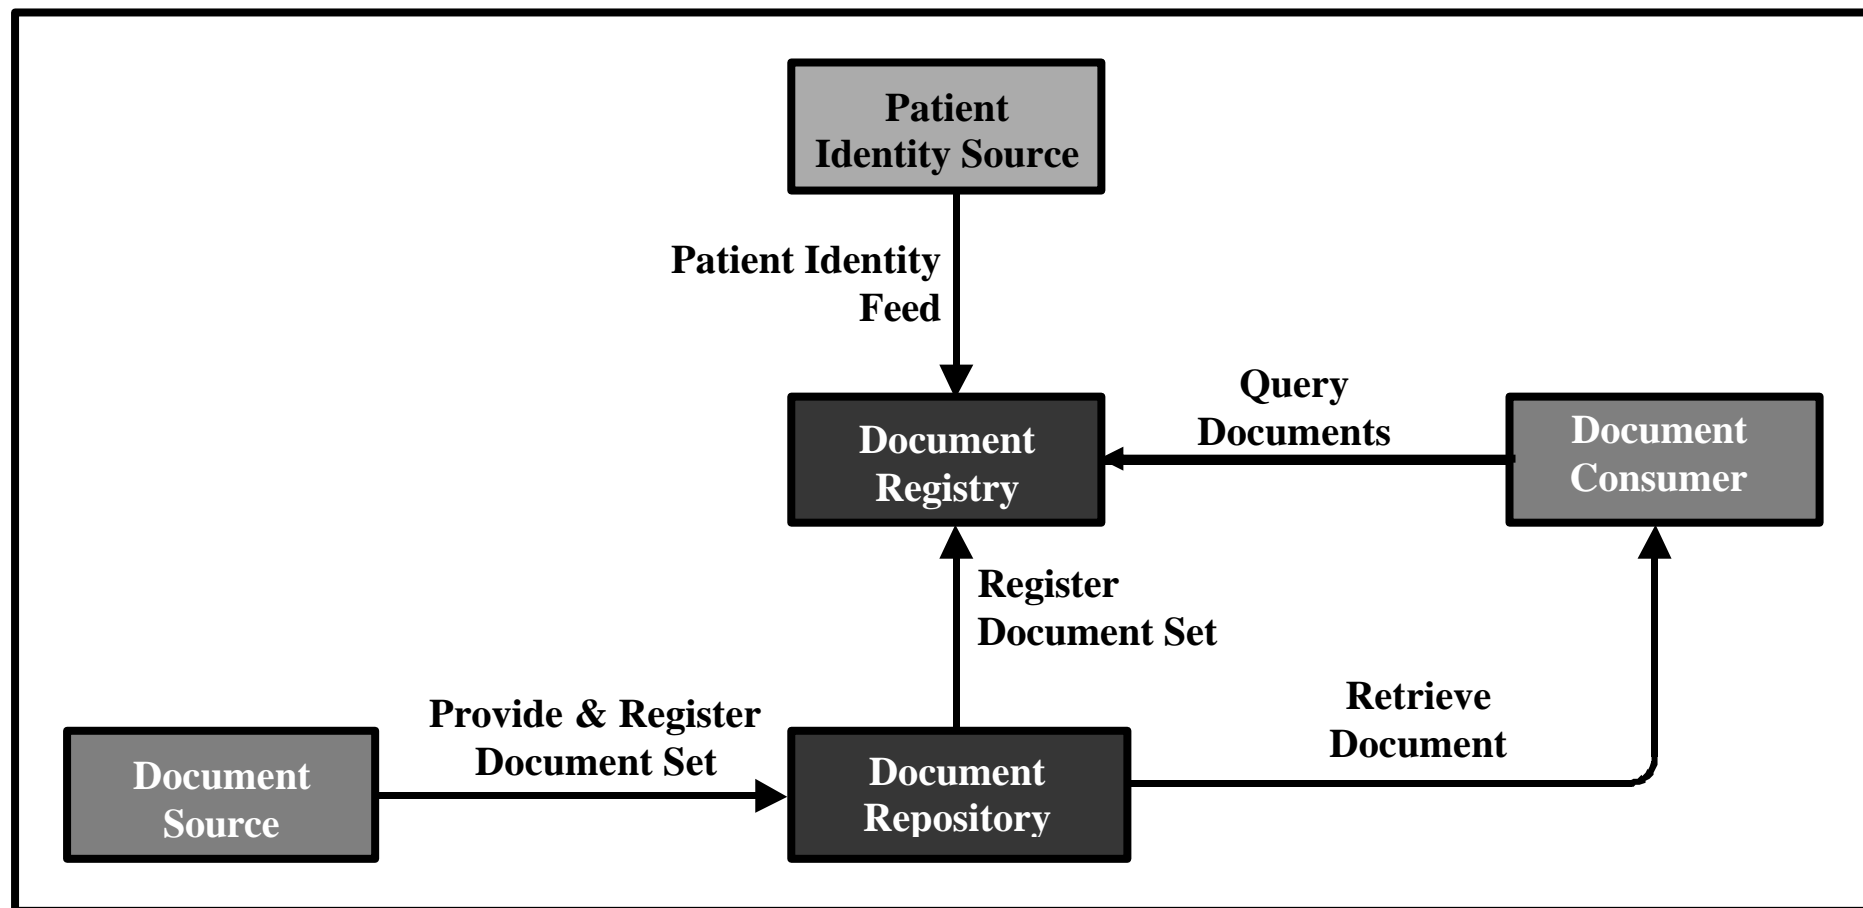 Patient
Identity Source
Patient Identity
Feed
Query
Documents
Document
Registry
Document
Consumer
Register
Document Set
Retrieve
Document
Provide & Register
Document Set
Document
Source
Document
Repository